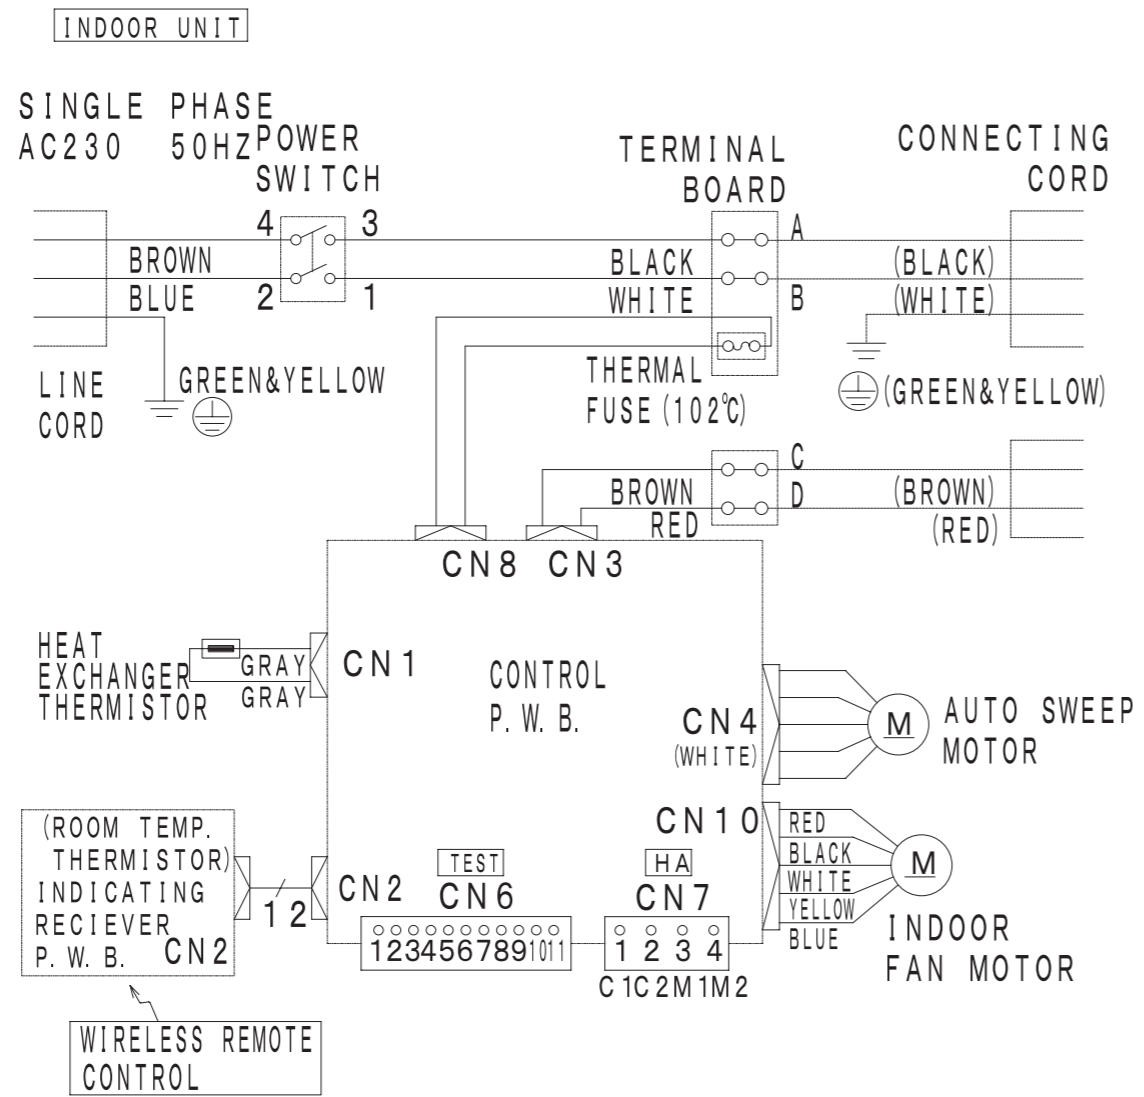 INDOOR UNIT
SINGLE PHASE
AC230 50HZ
POWER
SWITCH
TERMINAL
BOARD
CONNECTING
CORD
4
3
A
BROWN
BLACK
(BLACK)
BLUE
2
1
WHITE
B
(WHITE)
LINE
CORD
GREEN&YELLOW
THERMAL
FUSE (102℃)
(GREEN&YELLOW)
C
BROWN
D
(BROWN)
RED
(RED)
CN8
CN3
HEAT
EXCHANGER
THERMISTOR
GRAY
GRAY
CN1
CONTROL
P. W. B.
CN4
(WHITE)
M
AUTO SWEEP
MOTOR
CN10
RED
BLACK
WHITE
YELLOW
BLUE
M
INDOOR
FAN MOTOR
(ROOM TEMP.
THERMISTOR)
INDICATING
RECIEVER
P. W. B.
CN2
12
CN2
TEST
CN6
1234567891011
HA
CN7
1 2 3 4
C1C2M1M2
WIRELESS REMOTE
CONTROL